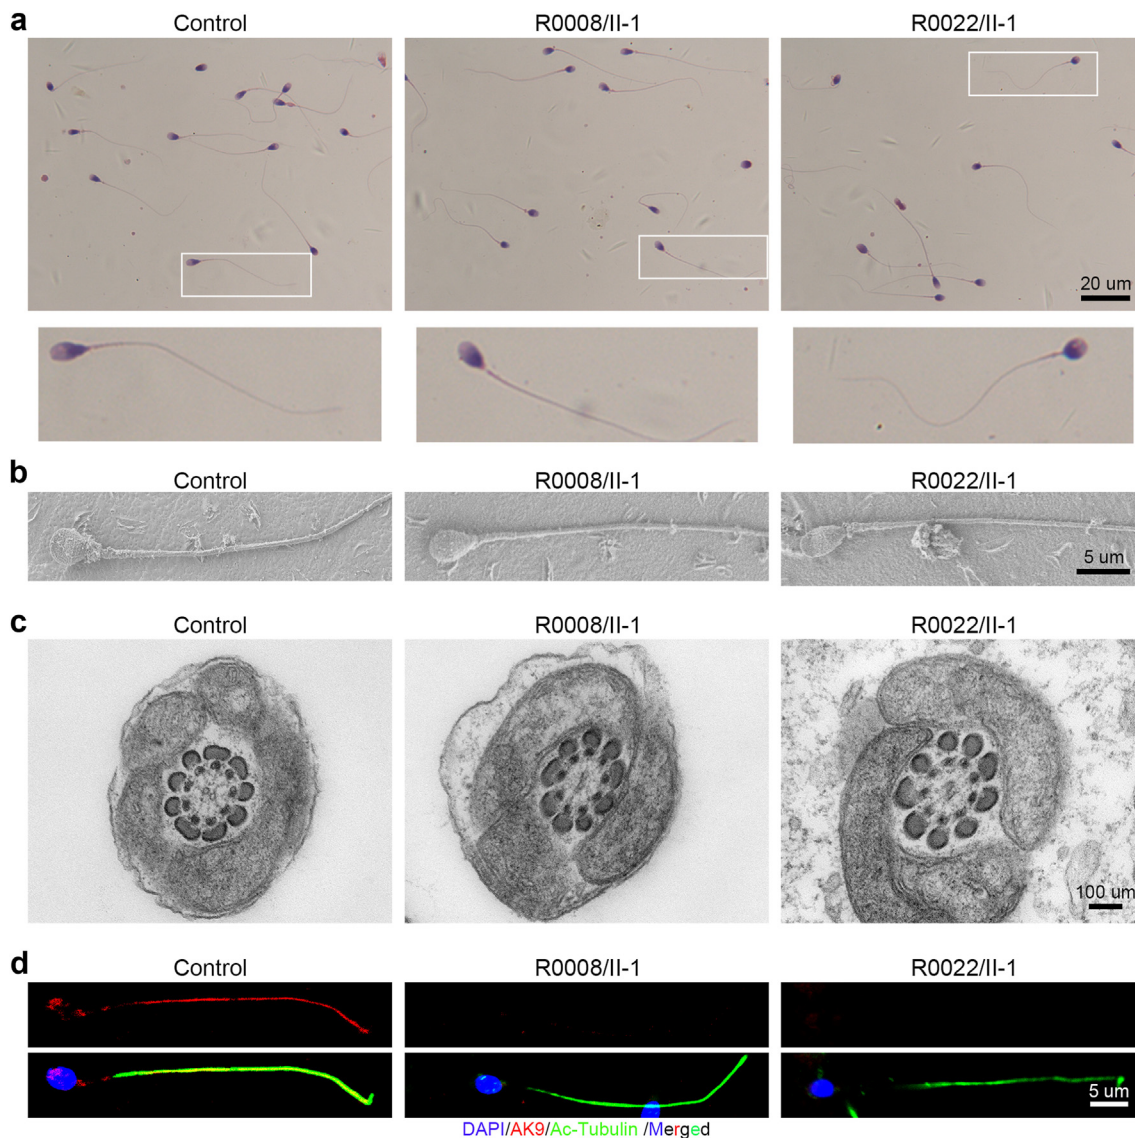 a
Control R0008/II-1 R0022/II-1
20 um
b
Control R0008/II-1 R0022/II-1
5 um
c
Control R0008/II-1 R0022/II-1
100 um
d
Control R0008/II-1 R0022/II-1
5 um
DAPI/AK9/Ac-Tubulin /Merged